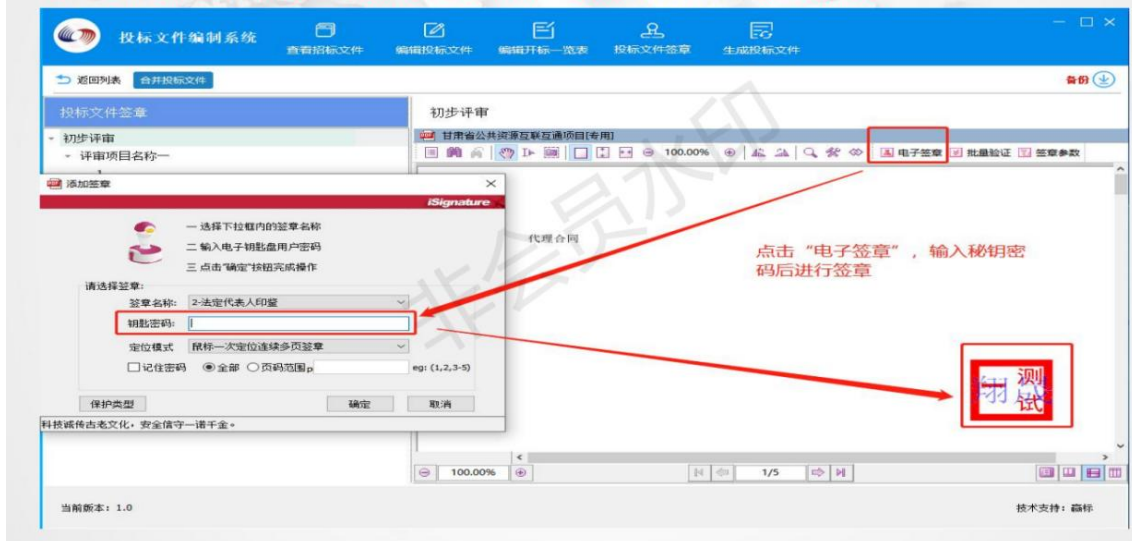 投标文件编制系统
查看招标文件
编辑投标文件
编辑开标一览表
投标文件签章
生成投标文件
返回列表
合并投标文件
备份
投标文件签章
初步评审
初步评审
评审项目名称一
1
甘肃省公共资源互联互通项目[专用]
100.00%
电子签章
批量验证
签章参数
添加签章
iSignature
一 选择下拉框内的签章名称
二 输入电子钥匙盘用户密码
三 点击"确定"按钮完成操作
请选择签章:
签章名称:
2-法定代表人印鉴
钥匙密码:
定位模式
鼠标一次定位连续多页签章
记住密码
全部
页码范围
eg: (1,2,3-5)
保护类型
确定
取消
科技诚传古老文化，安全信守一诺千金。
代理合同
点击“电子签章”，输入秘钥密
码后进行签章
测
试
非会员水印
100.00%
1/5
当前版本：1.0
技术支持：赢标